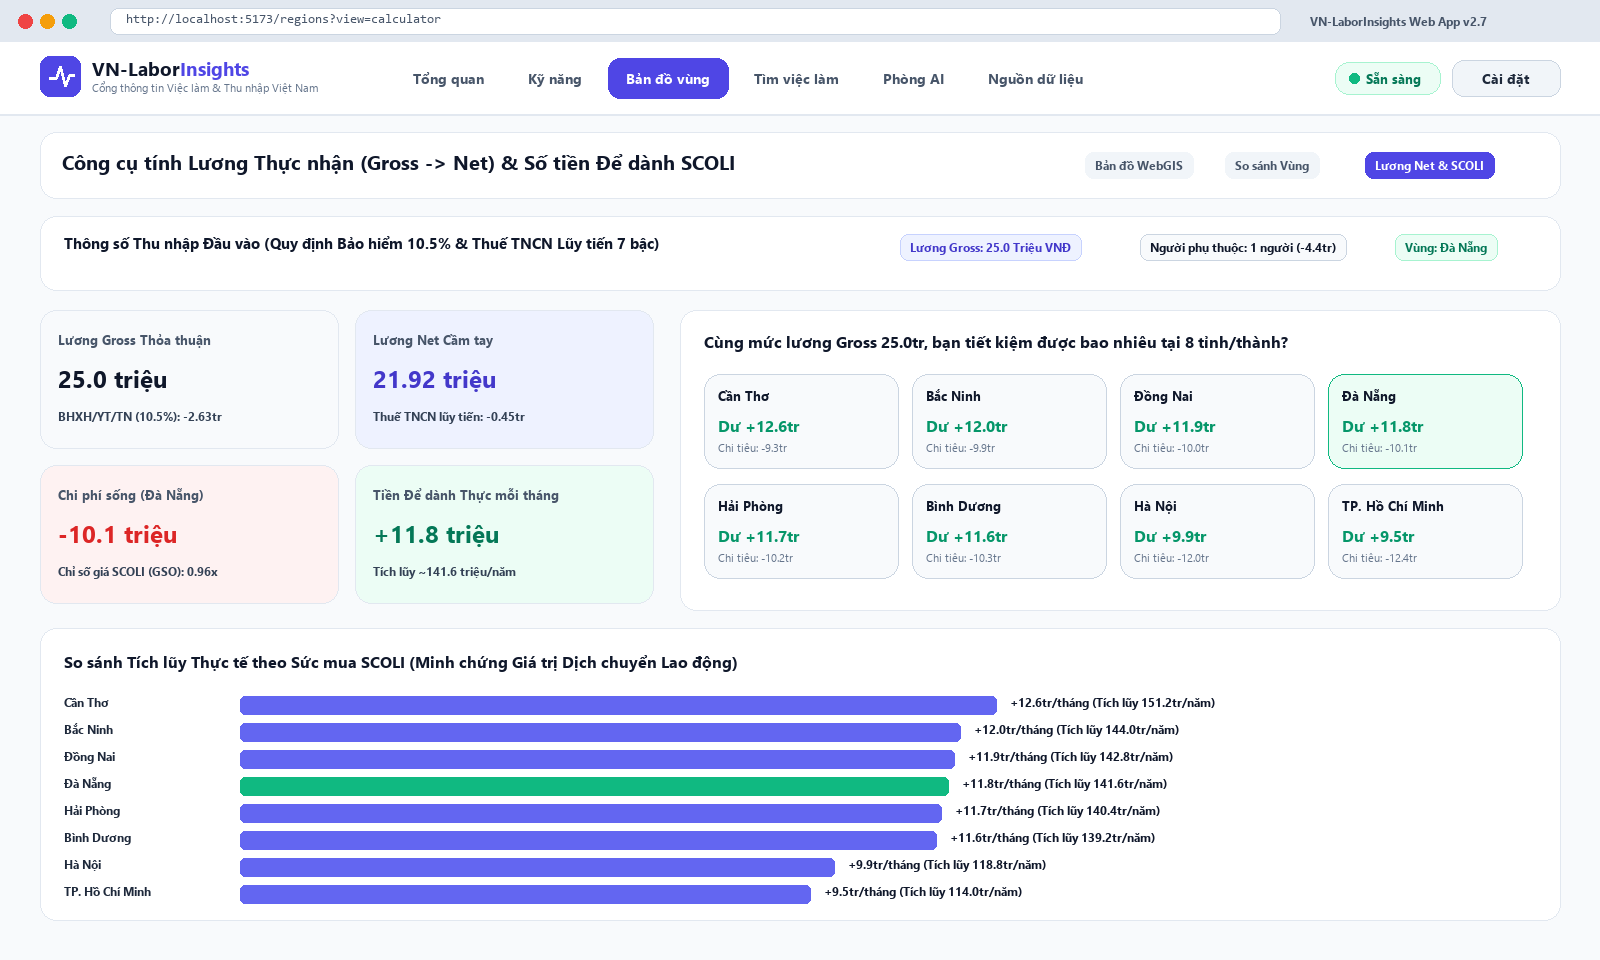 http://localhost:5173/regions?view=calculator
VN-LaborInsights Web App v2.7
VN-LaborInsights
Cổng thông tin Việc làm & Thu nhập Việt Nam
Tổng quan
Kỹ năng
Bản đồ vùng
Tìm việc làm
Phòng AI
Nguồn dữ liệu
Sẵn sàng
Cài đặt
Công cụ tính Lương Thực nhận (Gross -> Net) & Số tiền Để dành SCOLI
Bản đồ WebGIS
So sánh Vùng
Lương Net & SCOLI
Thông số Thu nhập Đầu vào (Quy định Bảo hiểm 10.5% & Thuế TNCN Lũy tiến 7 bậc)
Lương Gross: 25.0 Triệu VNĐ
Người phụ thuộc: 1 người (-4.4tr)
Vùng: Đà Nẵng
Lương Gross Thỏa thuận
25.0 triệu
BHXH/YT/TN (10.5%): -2.63tr
Lương Net Cầm tay
21.92 triệu
Thuế TNCN lũy tiến: -0.45tr
Chi phí sống (Đà Nẵng)
-10.1 triệu
Chỉ số giá SCOLI (GSO): 0.96x
Tiền Để dành Thực mỗi tháng
+11.8 triệu
Tích lũy ~141.6 triệu/năm
Cùng mức lương Gross 25.0tr, bạn tiết kiệm được bao nhiêu tại 8 tỉnh/thành?
Cần Thơ
Dư +12.6tr
Chi tiêu: -9.3tr
Bắc Ninh
Dư +12.0tr
Chi tiêu: -9.9tr
Đồng Nai
Dư +11.9tr
Chi tiêu: -10.0tr
Đà Nẵng
Dư +11.8tr
Chi tiêu: -10.1tr
Hải Phòng
Dư +11.7tr
Chi tiêu: -10.2tr
Bình Dương
Dư +11.6tr
Chi tiêu: -10.3tr
Hà Nội
Dư +9.9tr
Chi tiêu: -12.0tr
TP. Hồ Chí Minh
Dư +9.5tr
Chi tiêu: -12.4tr
So sánh Tích lũy Thực tế theo Sức mua SCOLI (Minh chứng Giá trị Dịch chuyển Lao động)
Cần Thơ +12.6tr/tháng (Tích lũy 151.2tr/năm)
Bắc Ninh +12.0tr/tháng (Tích lũy 144.0tr/năm)
Đồng Nai +11.9tr/tháng (Tích lũy 142.8tr/năm)
Đà Nẵng +11.8tr/tháng (Tích lũy 141.6tr/năm)
Hải Phòng +11.7tr/tháng (Tích lũy 140.4tr/năm)
Bình Dương +11.6tr/tháng (Tích lũy 139.2tr/năm)
Hà Nội +9.9tr/tháng (Tích lũy 118.8tr/năm)
TP. Hồ Chí Minh +9.5tr/tháng (Tích lũy 114.0tr/năm)